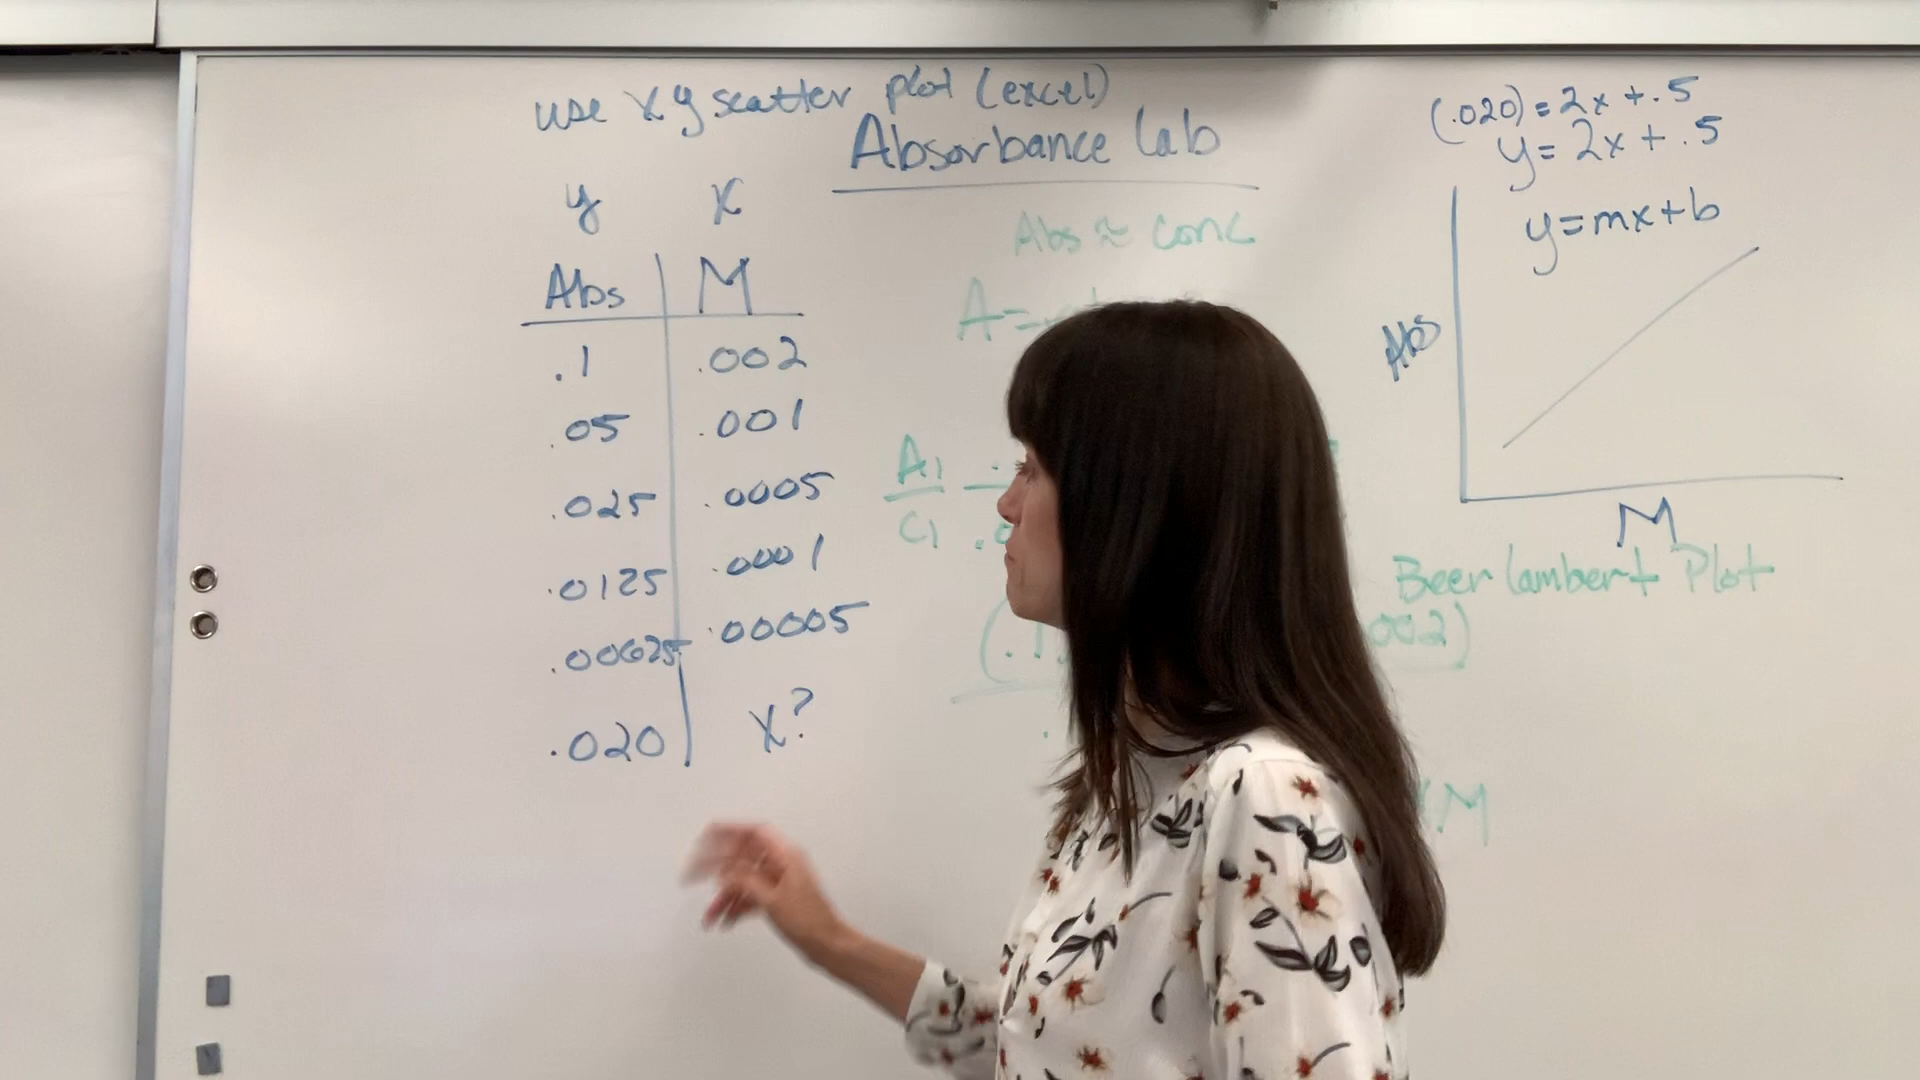 use xy scatter plot (excel)
Absorbance Lab
y x
Abs M
.1 .002
.05 .001
.025 .0005
.0125 .0001
.00625 .00005
.020 x?
Abs ≈ conc
A=
A1
C1
(.1
002)
M
(.020) = 2x + .5
y = 2x + .5
y=mx+b
Abs
M
Beer lambert Plot